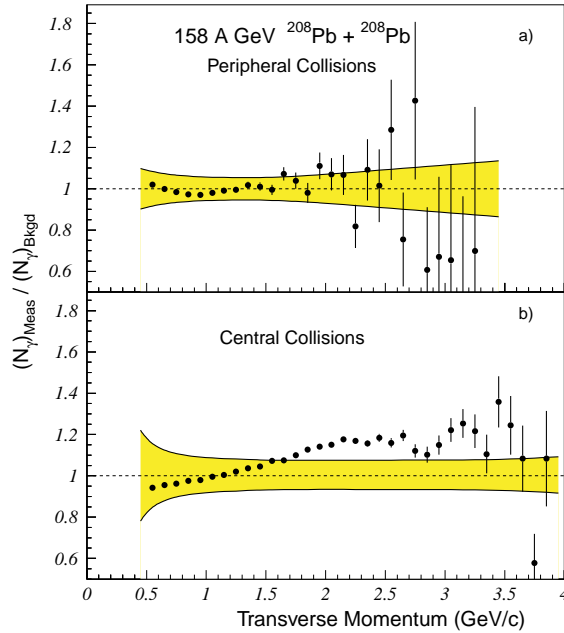 158 A GeV ²⁰⁸Pb + ²⁰⁸Pb
a)
Peripheral Collisions
1.8
1.6
1.4
1.2
1
0.8
0.6
(Nγ)Meas / (Nγ)Bkgd
b)
Central Collisions
1.8
1.6
1.4
1.2
1
0.8
0.6
0 0.5 1 1.5 2 2.5 3 3.5 4
Transverse Momentum (GeV/c)